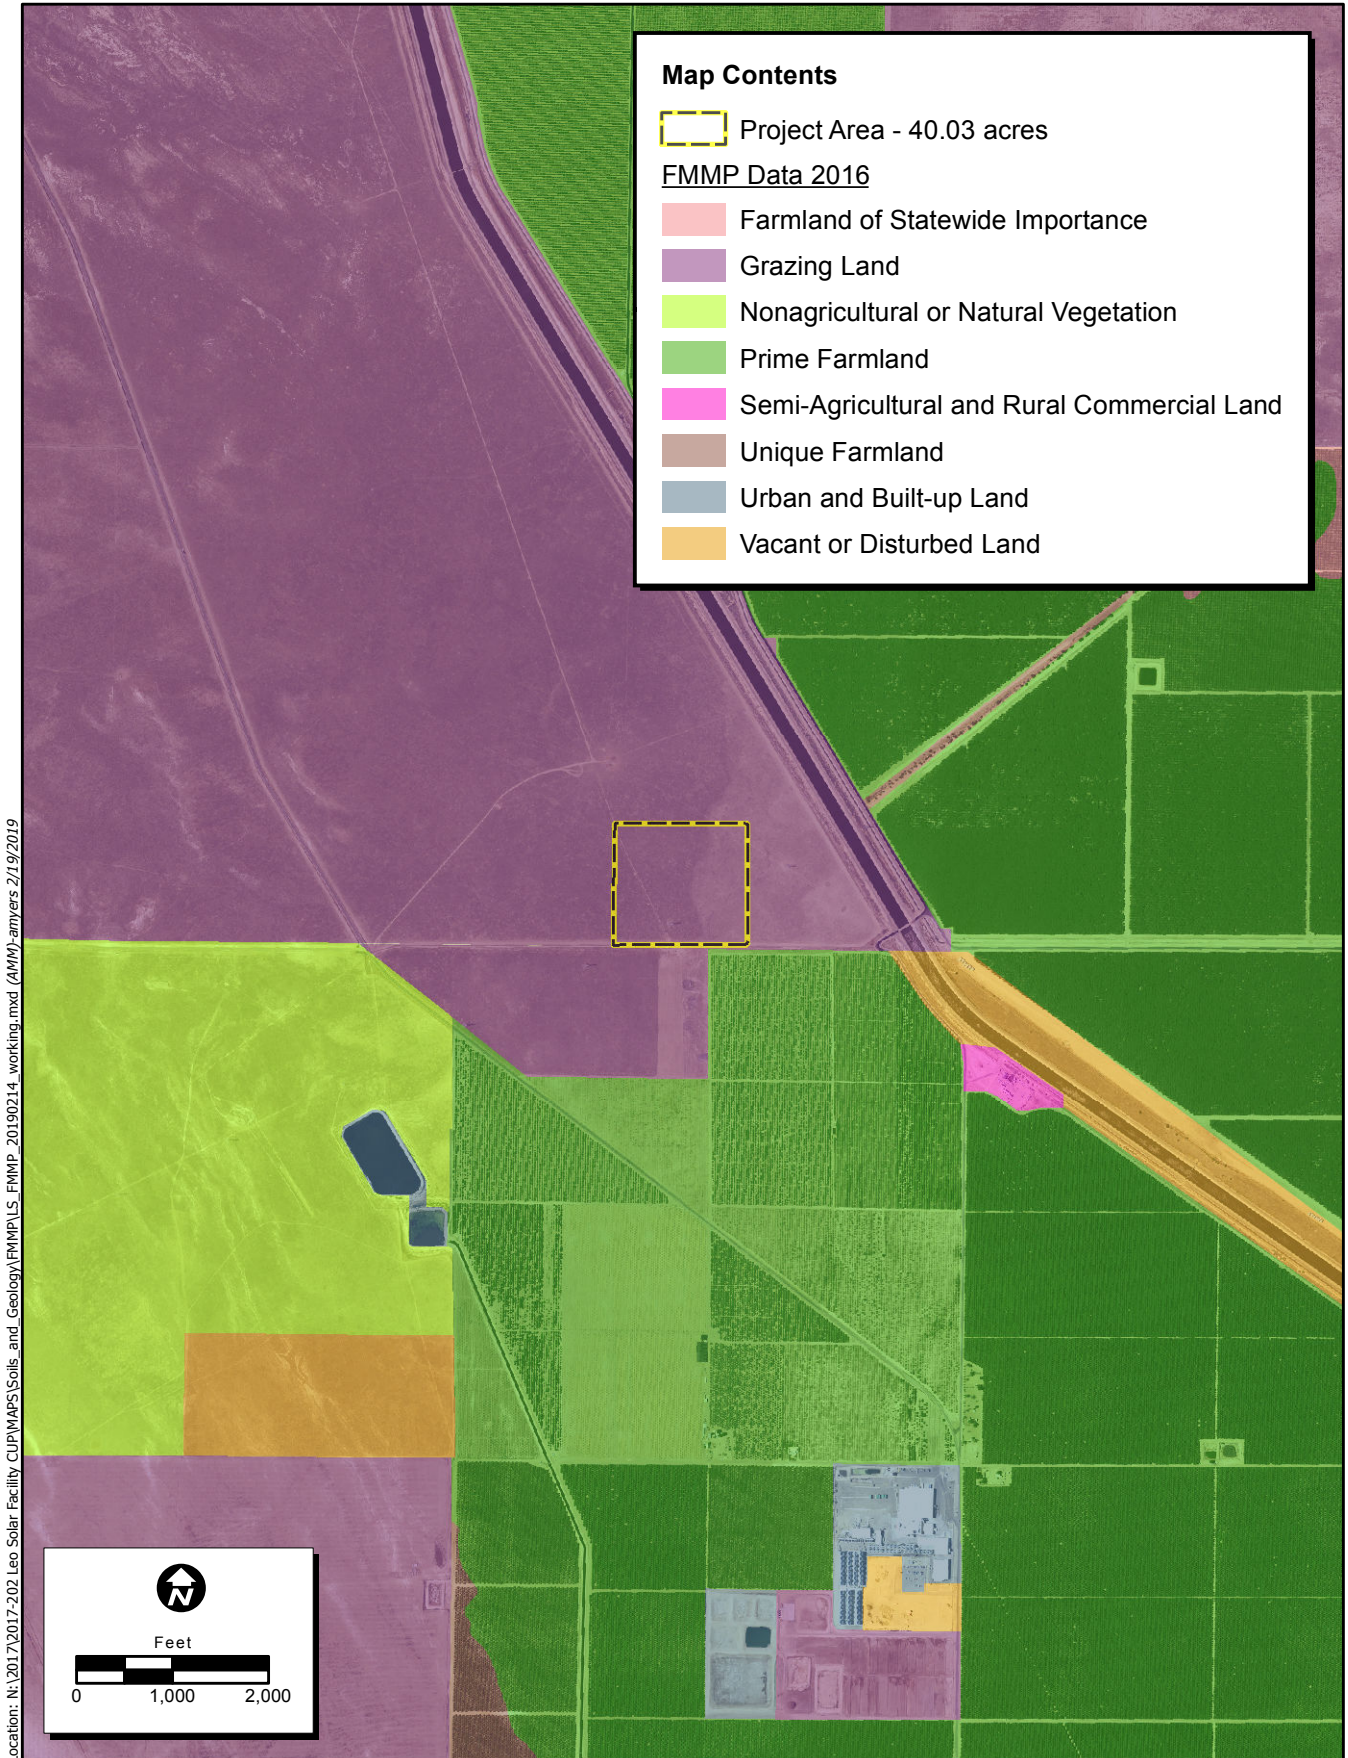 Map Contents
Project Area - 40.03 acres
FMMP Data 2016
Farmland of Statewide Importance
Grazing Land
Nonagricultural or Natural Vegetation
Prime Farmland
Semi-Agricultural and Rural Commercial Land
Unique Farmland
Urban and Built-up Land
Vacant or Disturbed Land
N
Feet
0 1,000 2,000
ocation: N:\2017\2017-202 Leo Solar Facility CUP\MAPS\Soils_and_Geology\FMMP\LS_FMMP_20190214_working.mxd (AMM)-amyers 2/19/2019